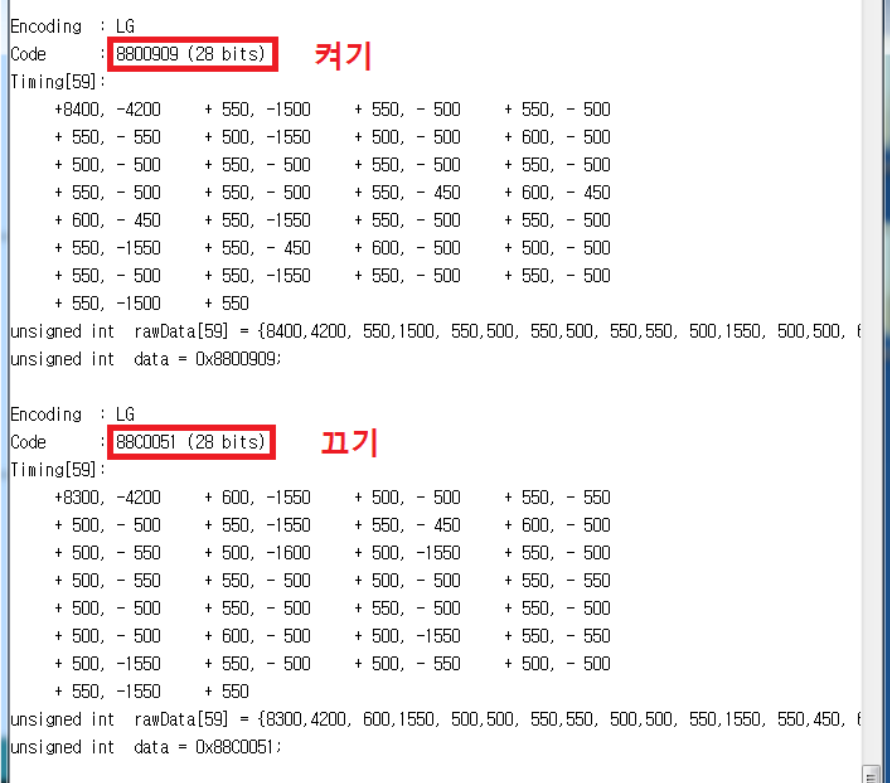 Encoding : LG
Code : 8800909 (28 bits) 켜기
Timing[59]:
+8400, -4200 + 550, -1500 + 550, - 500 + 550, - 500
+ 550, - 550 + 500, -1550 + 500, - 500 + 600, - 500
+ 500, - 500 + 550, - 500 + 550, - 500 + 550, - 500
+ 550, - 500 + 550, - 500 + 550, - 450 + 600, - 450
+ 600, - 450 + 550, -1550 + 550, - 500 + 550, - 500
+ 550, -1550 + 550, - 450 + 600, - 500 + 500, - 500
+ 550, - 500 + 550, -1550 + 550, - 500 + 550, - 500
+ 550, -1500 + 550
unsigned int rawData[59] = {8400,4200, 550,1500, 550,500, 550,500, 550,550, 500,1550, 500,500,
unsigned int data = 0x8800909;
Encoding : LG
Code : 88C0051 (28 bits) 끄기
Timing[59]:
+8300, -4200 + 600, -1550 + 500, - 500 + 550, - 550
+ 500, - 500 + 550, -1550 + 550, - 450 + 600, - 500
+ 500, - 550 + 500, -1600 + 500, -1550 + 550, - 500
+ 500, - 550 + 550, - 500 + 500, - 500 + 550, - 550
+ 500, - 500 + 550, - 500 + 550, - 500 + 500, - 500
+ 500, - 500 + 600, - 500 + 500, -1550 + 550, - 550
+ 500, -1550 + 550, - 500 + 500, - 550 + 500, - 500
+ 550, -1550 + 550
unsigned int rawData[59] = {8300,4200, 600,1550, 500,500, 550,550, 500,500, 550,1550, 550,450,
unsigned int data = 0x88C0051;